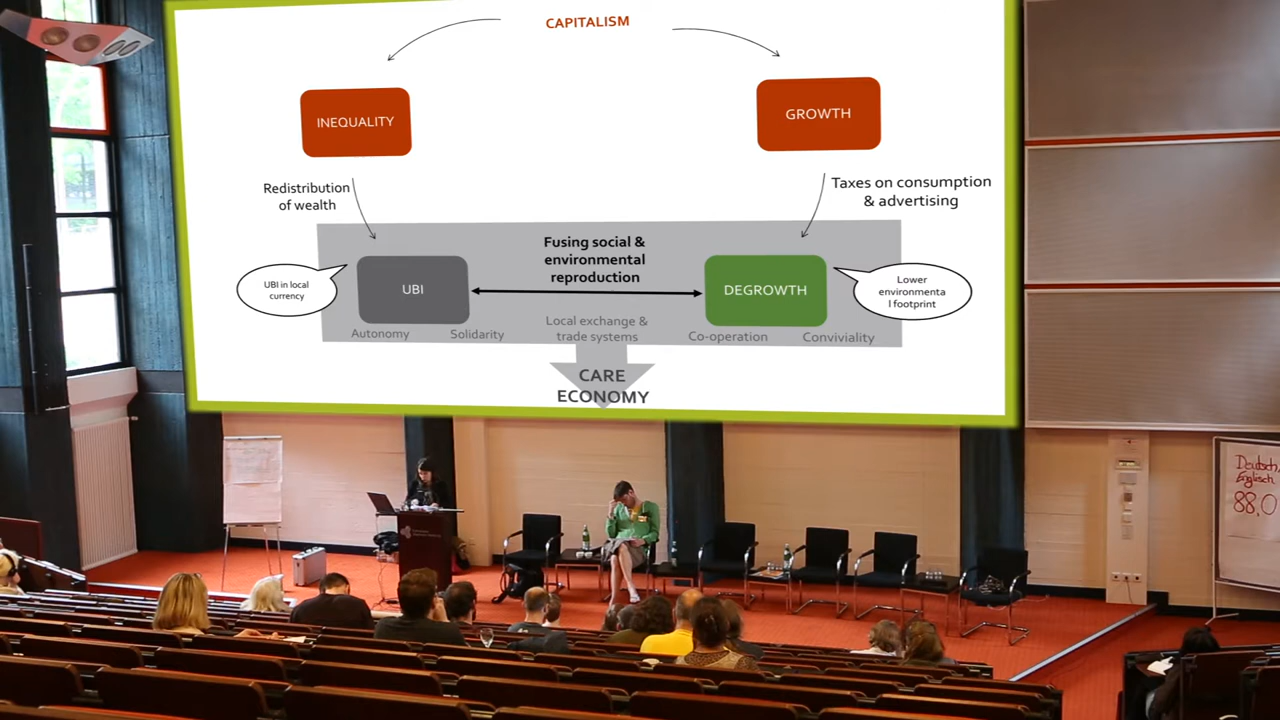 CAPITALISM
INEQUALITY
GROWTH
Redistribution
of wealth
Taxes on consumption
& advertising
Fusing social &
environmental
reproduction
UBI in local
currency
UBI
DEGROWTH
Lower
environmenta
l footprint
Autonomy
Solidarity
Local exchange &
trade systems
Co-operation
Conviviality
CARE
ECONOMY
Deutsch
Englisch
88,0